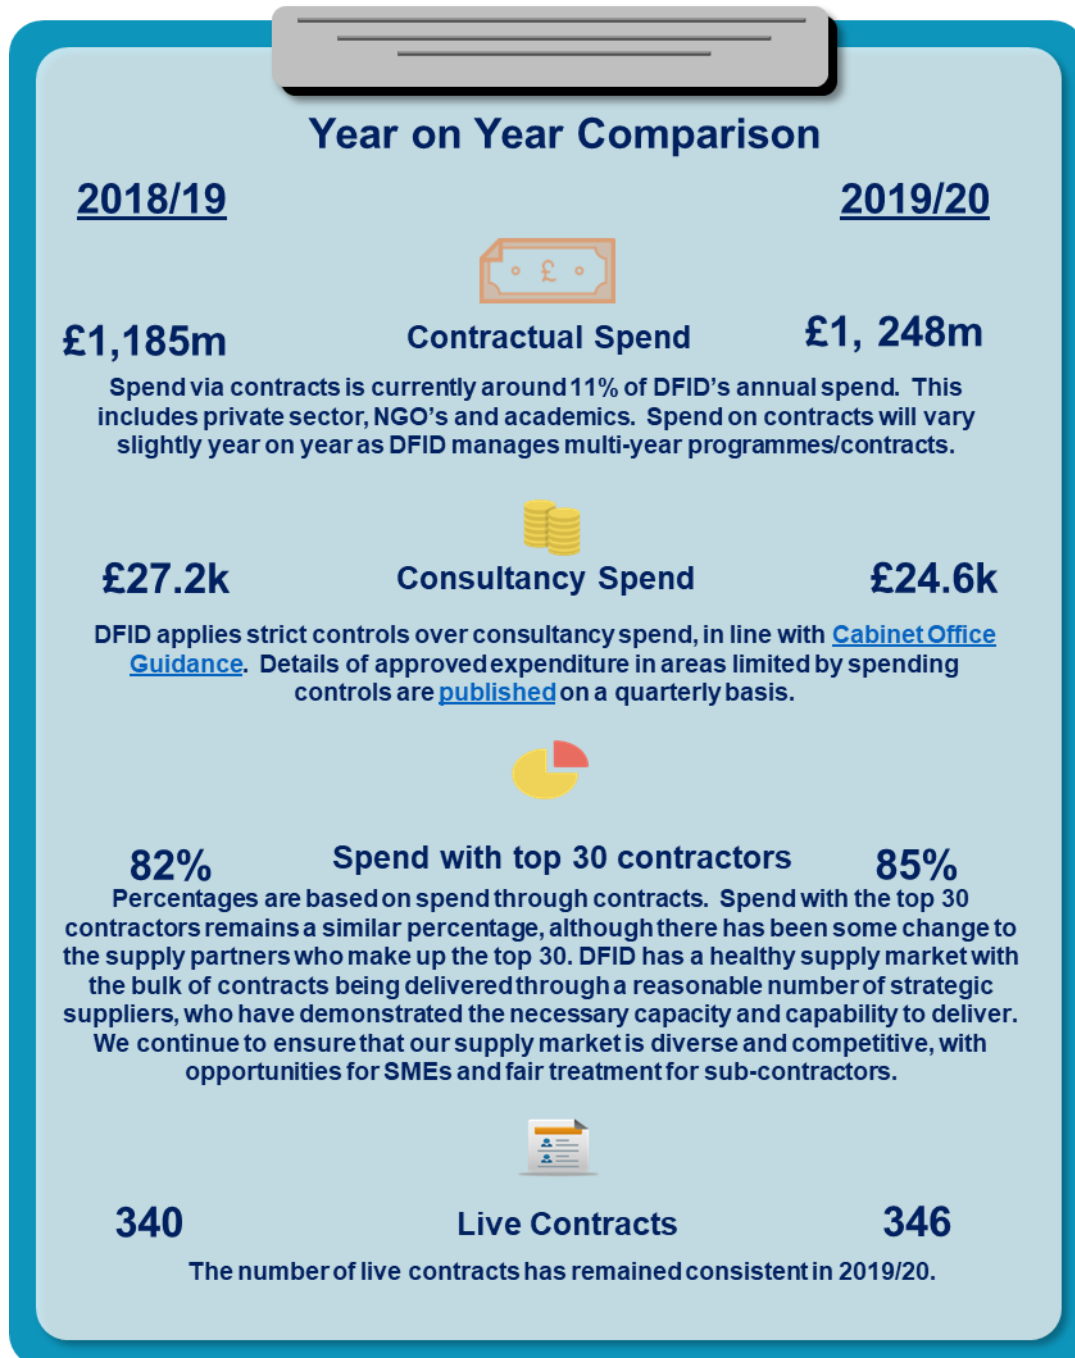 Year on Year Comparison
2018/19
2019/20
£
£1,185m
Contractual Spend
£1, 248m
Spend via contracts is currently around 11% of DFID’s annual spend.  This
includes private sector, NGO’s and academics.  Spend on contracts will vary
slightly year on year as DFID manages multi-year programmes/contracts.
£27.2k
Consultancy Spend
£24.6k
DFID applies strict controls over consultancy spend, in line with Cabinet Office
Guidance.  Details of approved expenditure in areas limited by spending
controls are published on a quarterly basis.
82%
Spend with top 30 contractors
85%
Percentages are based on spend through contracts.  Spend with the top 30
contractors remains a similar percentage, although there has been some change to
the supply partners who make up the top 30. DFID has a healthy supply market with
the bulk of contracts being delivered through a reasonable number of strategic
suppliers, who have demonstrated the necessary capacity and capability to deliver.
We continue to ensure that our supply market is diverse and competitive, with
opportunities for SMEs and fair treatment for sub-contractors.
340
Live Contracts
346
The number of live contracts has remained consistent in 2019/20.